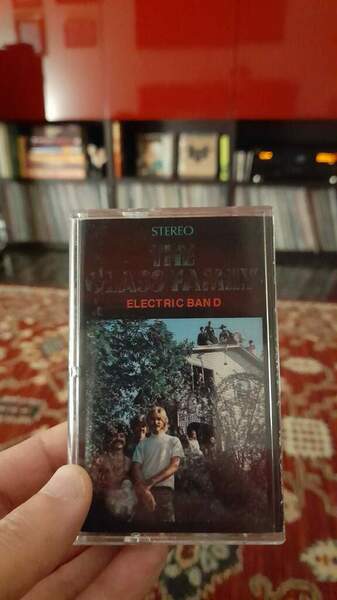 STEREO
THE
GLASS FAMILY
ELECTRIC BAND